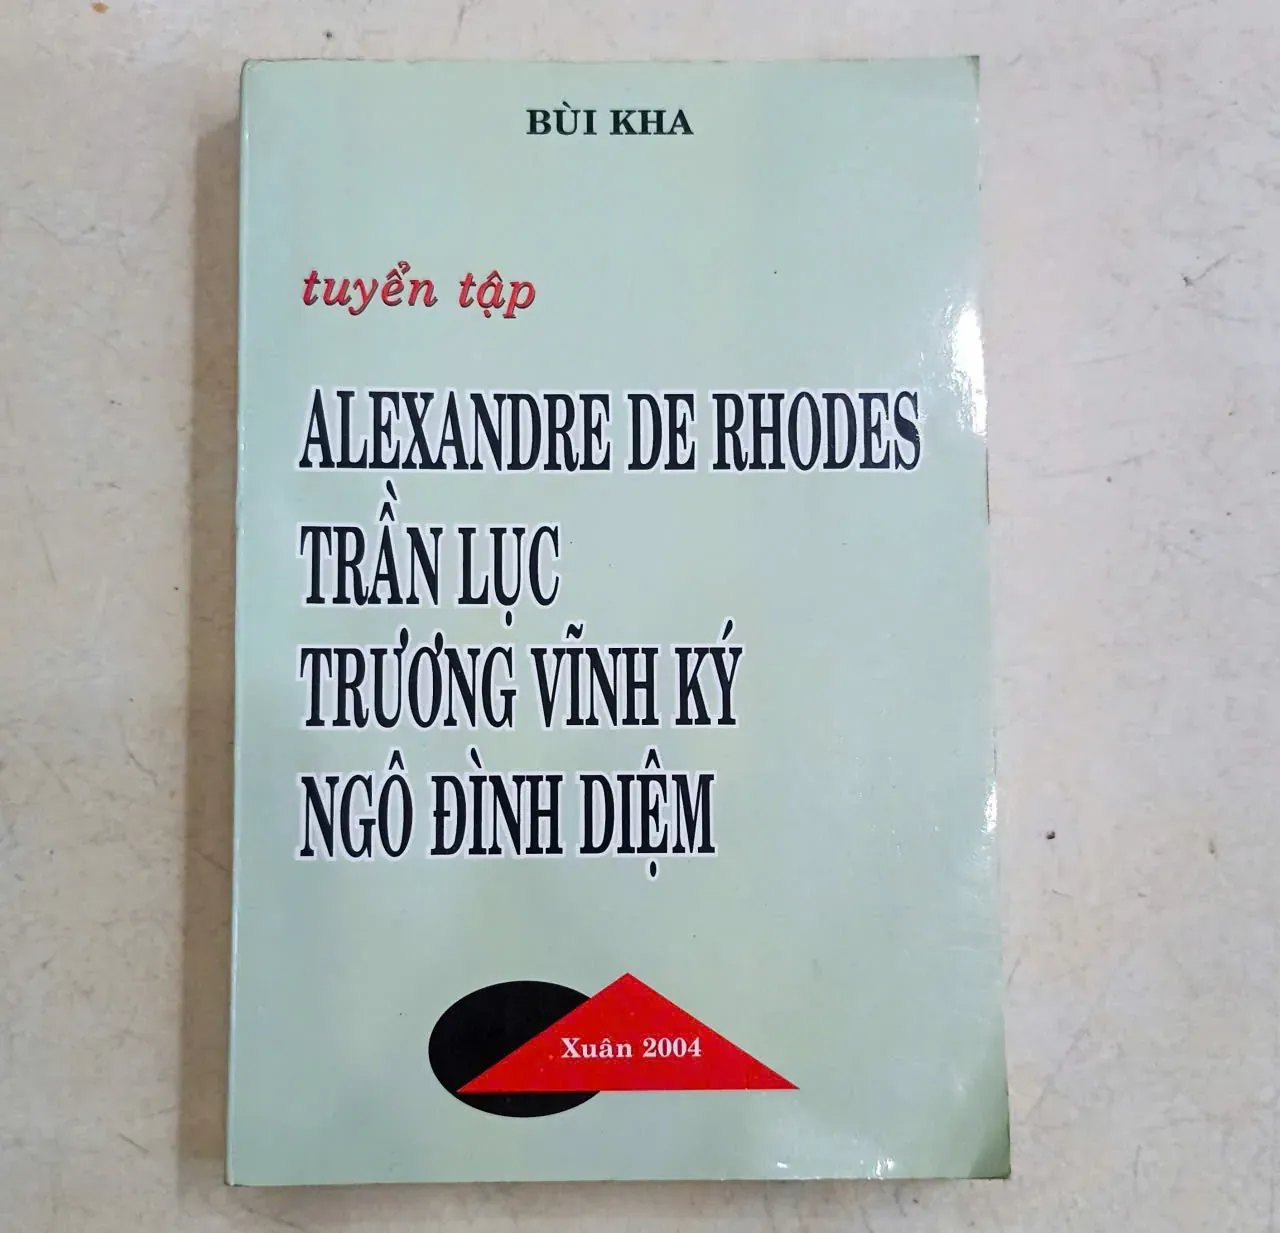 BÙI KHA
tuyển tập
ALEXANDRE DE RHODES
TRẦN LỤC
TRƯƠNG VĨNH KÝ
NGÔ ĐÌNH DIỆM
Xuân 2004